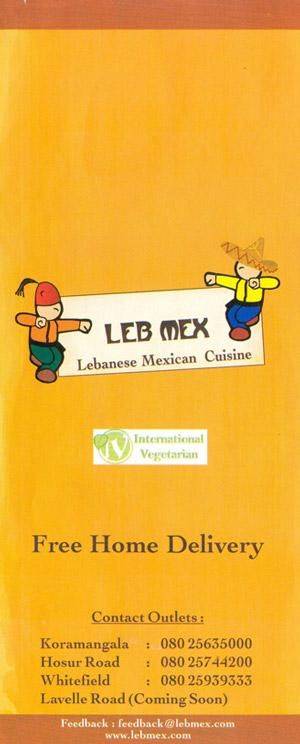 LEB MEX
Lebanese Mexican Cuisine
IV International
Vegetarian
Free Home Delivery
Contact Outlets :
Koramangala : 080 25635000
Hosur Road : 080 25744200
Whitefield : 080 25939333
Lavelle Road (Coming Soon)
Feedback : feedback@lebmex.com
www.lebmex.com